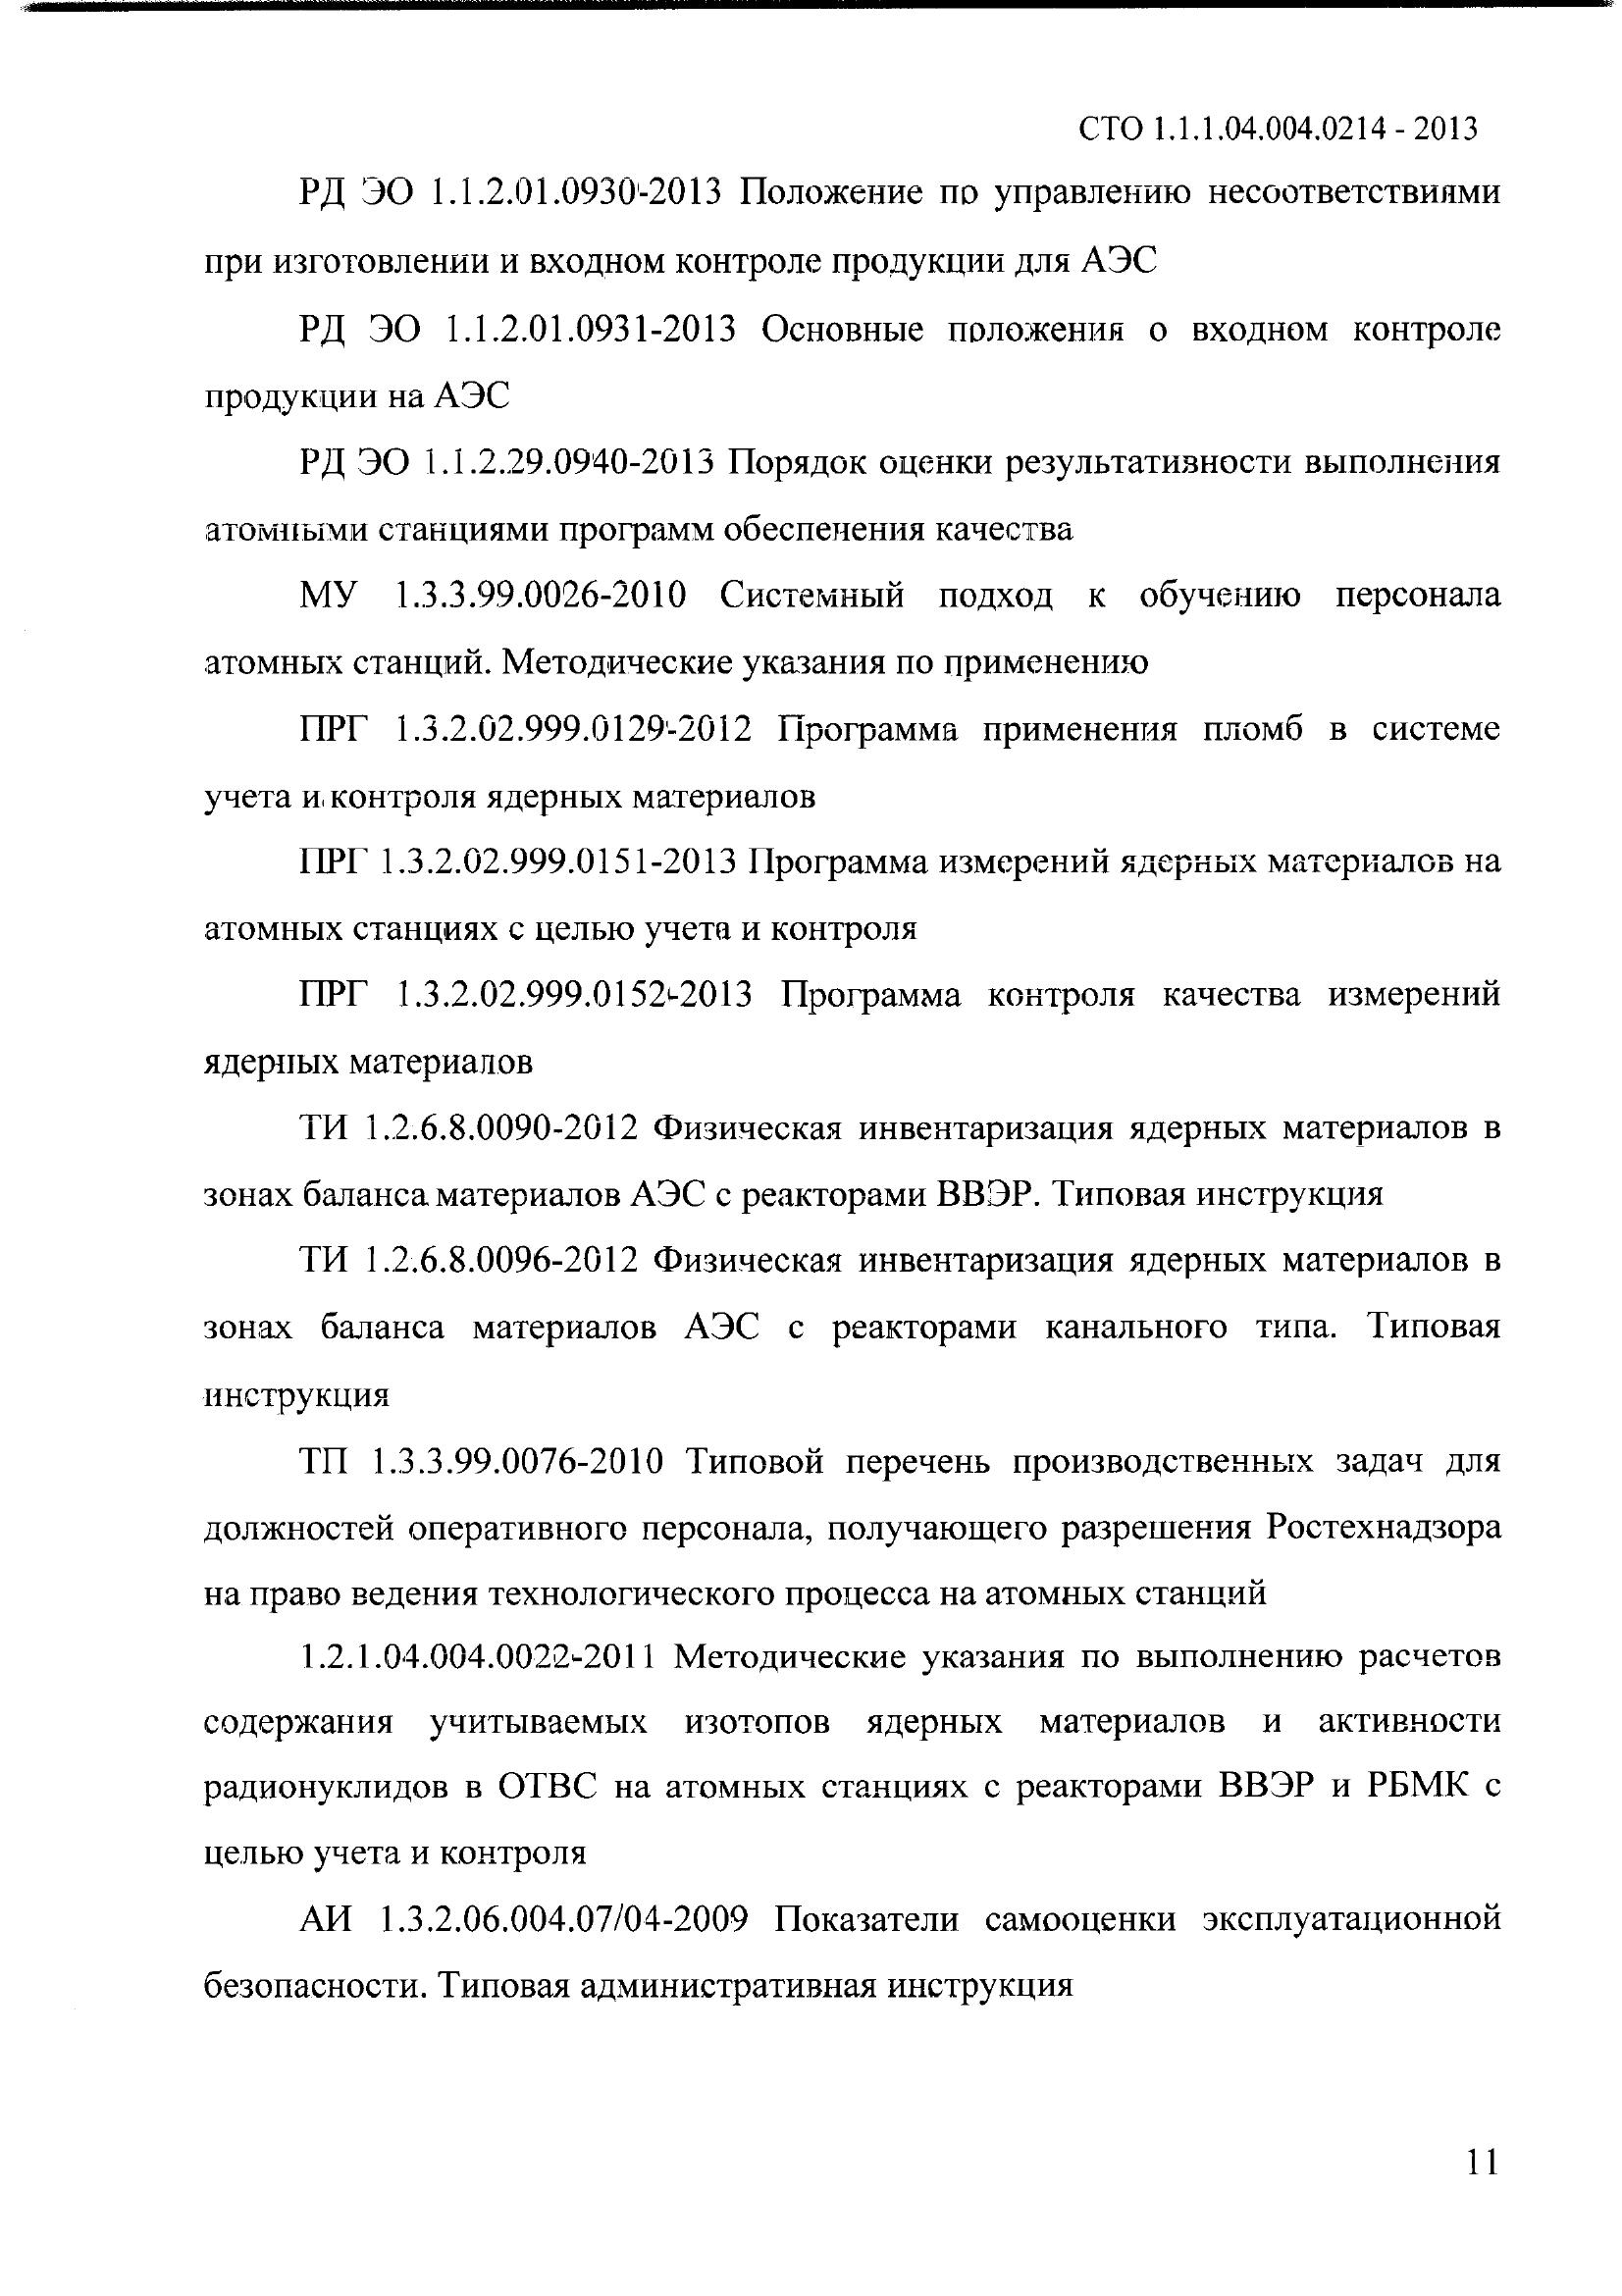 СТО 1.1.1.04.004.0214 - 2013
РД ЭО 1.1.2.01.0930-2013 Положение по управлению несоответствиями
при изготовлении и входном контроле продукции для АЭС
РД ЭО 1.1.2.01.0931-2013 Основные положения о входном контроле
продукции на АЭС
РД ЭО 1.1.2.29.0940-2013 Порядок оценки результативности выполнения
атомными станциями программ обеспечения качества
МУ 1.3.3.99.0026-2010 Системный подход к обучению персонала
атомных станций. Методические указания по применению
ПРГ 1.3.2.02.999.0129-2012 Программа применения пломб в системе
учета и контроля ядерных материалов
ПРГ 1.3.2.02.999.0151-2013 Программа измерений ядерных материалов на
атомных станциях с целью учета и контроля
ПРГ 1.3.2.02.999.0152-2013 Программа контроля качества измерений
ядерных материалов
ТИ 1.2.6.8.0090-2012 Физическая инвентаризация ядерных материалов в
зонах баланса материалов АЭС с реакторами ВВЭР. Типовая инструкция
ТИ 1.2.6.8.0096-2012 Физическая инвентаризация ядерных материалов в
зонах баланса материалов АЭС с реакторами канального типа. Типовая
инструкция
ТП 1.3.3.99.0076-2010 Типовой перечень производственных задач для
должностей оперативного персонала, получающего разрешения Ростехнадзора
на право ведения технологического процесса на атомных станций
1.2.1.04.004.0022-2011 Методические указания по выполнению расчетов
содержания учитываемых изотопов ядерных материалов и активности
радионуклидов в ОТВС на атомных станциях с реакторами ВВЭР и РБМК с
целью учета и контроля
АИ 1.3.2.06.004.07/04-2009 Показатели самооценки эксплуатационной
безопасности. Типовая административная инструкция
11